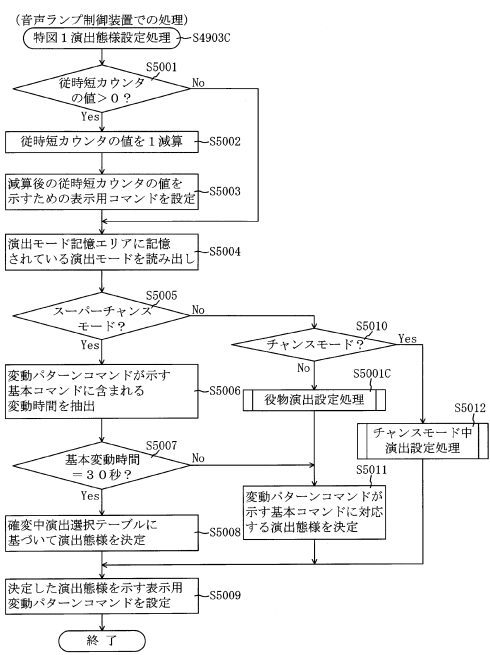 (音声ランプ制御装置での処理)
特図1演出態様設定処理
S4903C
S5001
従時短カウンタ
の値>0?
No
Yes
従時短カウンタの値を1減算
S5002
減算後の従時短カウンタの値を
示すための表示用コマンドを設定
S5003
演出モード記憶エリアに記憶
されている演出モードを読み出し
S5004
S5005
スーパーチャンス
モード?
No
Yes
S5010
チャンスモード?
Yes
No
変動パターンコマンドが示す
基本コマンドに含まれる
変動時間を抽出
S5006
S5001C
役物演出設定処理
S5012
チャンスモード中
演出設定処理
S5007
基本変動時間
=30秒?
No
Yes
S5011
変動パターンコマンドが
示す基本コマンドに対応
する演出態様を決定
確変中演出選択テーブルに
基づいて演出態様を決定
S5008
決定した演出態様を示す表示用
変動パターンコマンドを設定
S5009
終了